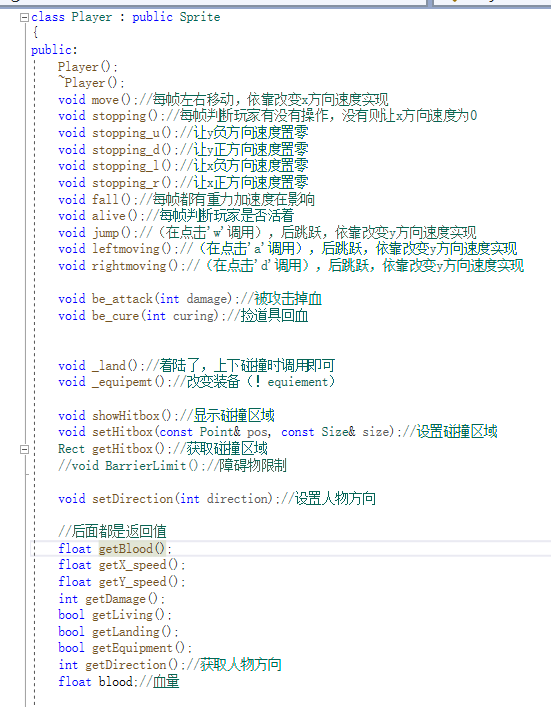 class Player : public Sprite
{
public:
Player();
~Player();
void move();//每帧左右移动，依靠改变x方向速度实现
void stopping();//每帧判断玩家有没有操作，没有则让x方向速度为0
void stopping_u();//让y负方向速度置零
void stopping_d();//让y正方向速度置零
void stopping_l();//让x负方向速度置零
void stopping_r();//让x正方向速度置零
void fall();//每帧都有重力加速度在影响
void alive();//每帧判断玩家是否活着
void jump();//（在点击'w'调用），后跳跃，依靠改变y方向速度实现
void leftmoving();//（在点击'a'调用），后跳跃，依靠改变y方向速度实现
void rightmoving();//（在点击'd'调用），后跳跃，依靠改变y方向速度实现
void be_attack(int damage);//被攻击掉血
void be_cure(int curing);//捡道具回血
void _land();//着陆了，上下碰撞时调用即可
void _equipemt();//改变装备（！equiement）
void showHitbox();//显示碰撞区域
void setHitbox(const Point& pos, const Size& size);//设置碰撞区域
Rect getHitbox();//获取碰撞区域
//void BarrierLimit();//障碍物限制
void setDirection(int direction);//设置人物方向
//后面都是返回值
float getBlood();
float getX_speed();
float getY_speed();
int getDamage();
bool getLiving();
bool getLanding();
bool getEquipment();
int getDirection();//获取人物方向
float blood;//血量